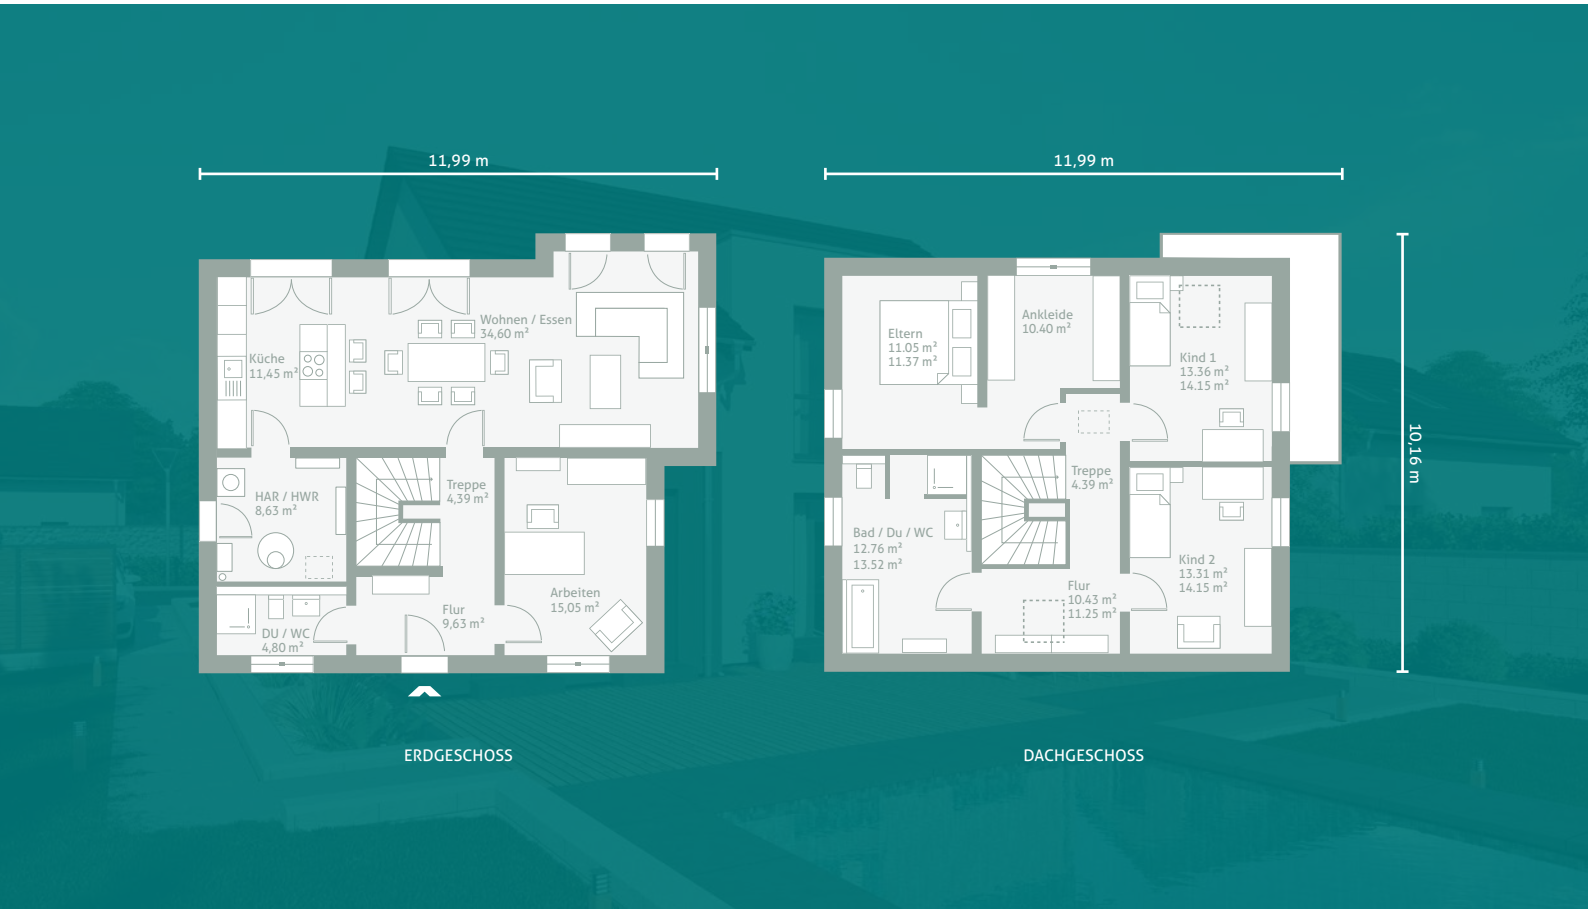 11,99 m
11,99 m
Wohnen / Essen
34,60 m²
Küche
11,45 m²
HAR / HWR
8,63 m²
Treppe
4,39 m²
Arbeiten
15,05 m²
Flur
9,63 m²
DU / WC
4,80 m²
Eltern
11.05 m²
11.37 m²
Ankleide
10.40 m²
Kind 1
13.36 m²
14.15 m²
Treppe
4.39 m²
Bad / Du / WC
12.76 m²
13.52 m²
Kind 2
13.31 m²
14.15 m²
Flur
10.43 m²
11.25 m²
10,16 m
ERDGESCHOSS
DACHGESCHOSS